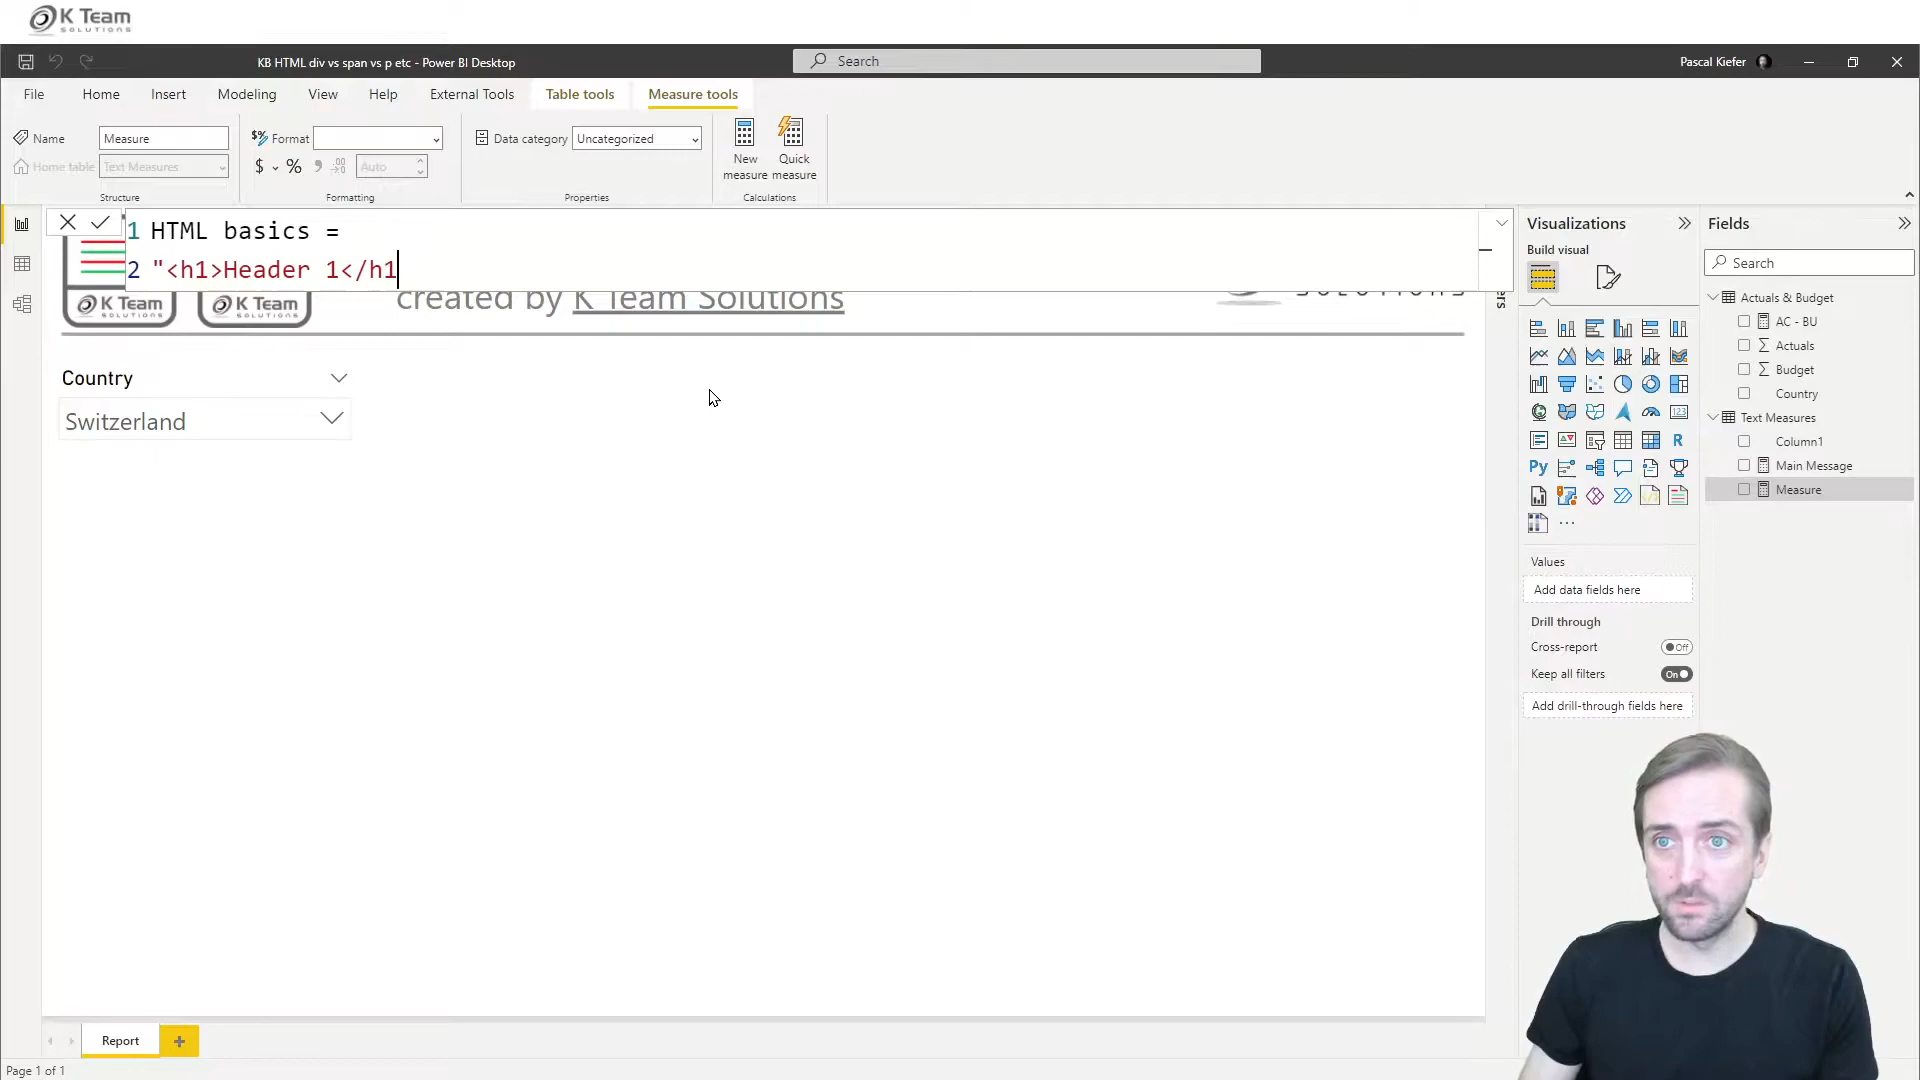 K Team
SOLUTIONS
KB HTML div vs span vs p etc - Power BI Desktop
Search
Pascal Kiefer
File
Home
Insert
Modeling
View
Help
External Tools
Table tools
Measure tools
Name
Measure
Home table
Text Measures
Structure
$% Format
$ % Auto
Formatting
Data category
Uncategorized
Properties
New measure
Quick measure
Calculations
1 HTML basics =
2 "<h1>Header 1</h1
K Team
SOLUTIONS
K Team
SOLUTIONS
created by K Team Solutions
Country
Switzerland
Visualizations
Build visual
123
R
Py
Values
Add data fields here
Drill through
Cross-report
Off
Keep all filters
On
Add drill-through fields here
Fields
Search
Actuals & Budget
AC - BU
Actuals
Budget
Country
Text Measures
Column1
Main Message
Measure
Report
Page 1 of 1